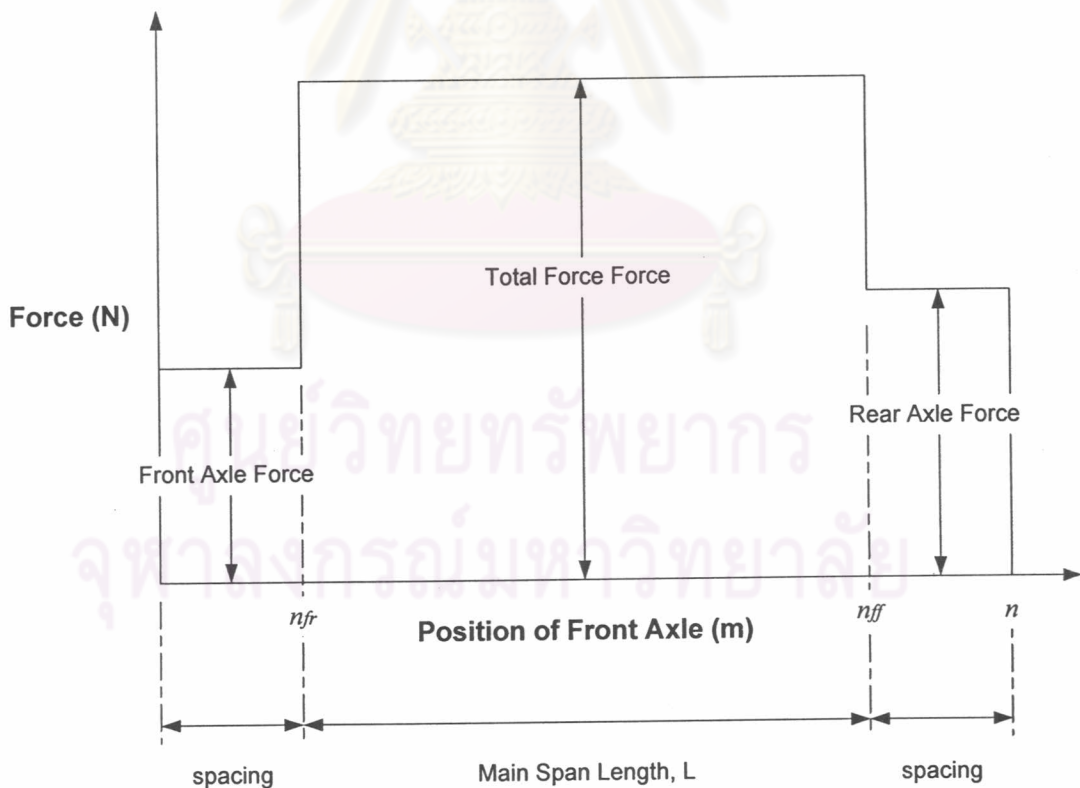 Force (N)
Total Force Force
Front Axle Force
Rear Axle Force
ศูนย์วิทยทรัพยากร
จุฬาลงกรณ์มหาวิทยาลัย
nfr
Position of Front Axle (m)
nff
n
spacing
Main Span Length, L
spacing